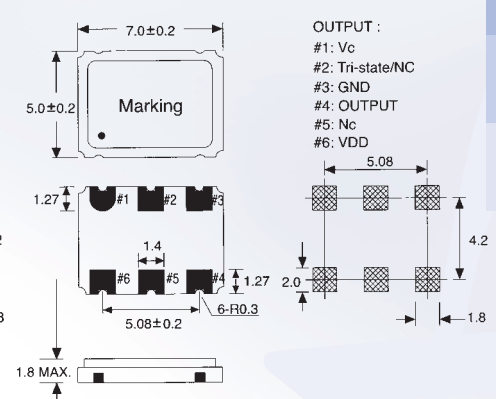 7.0±0.2
5.0±0.2
Marking
OUTPUT :
#1: Vc
#2: Tri-state/NC
#3: GND
#4: OUTPUT
#5: Nc
#6: VDD
5.08
1.27
#1
#2
#3
4.2
1.4
#6
#5
#4
1.27
2.0
5.08±0.2
6-R0.3
1.8
1.8 MAX.